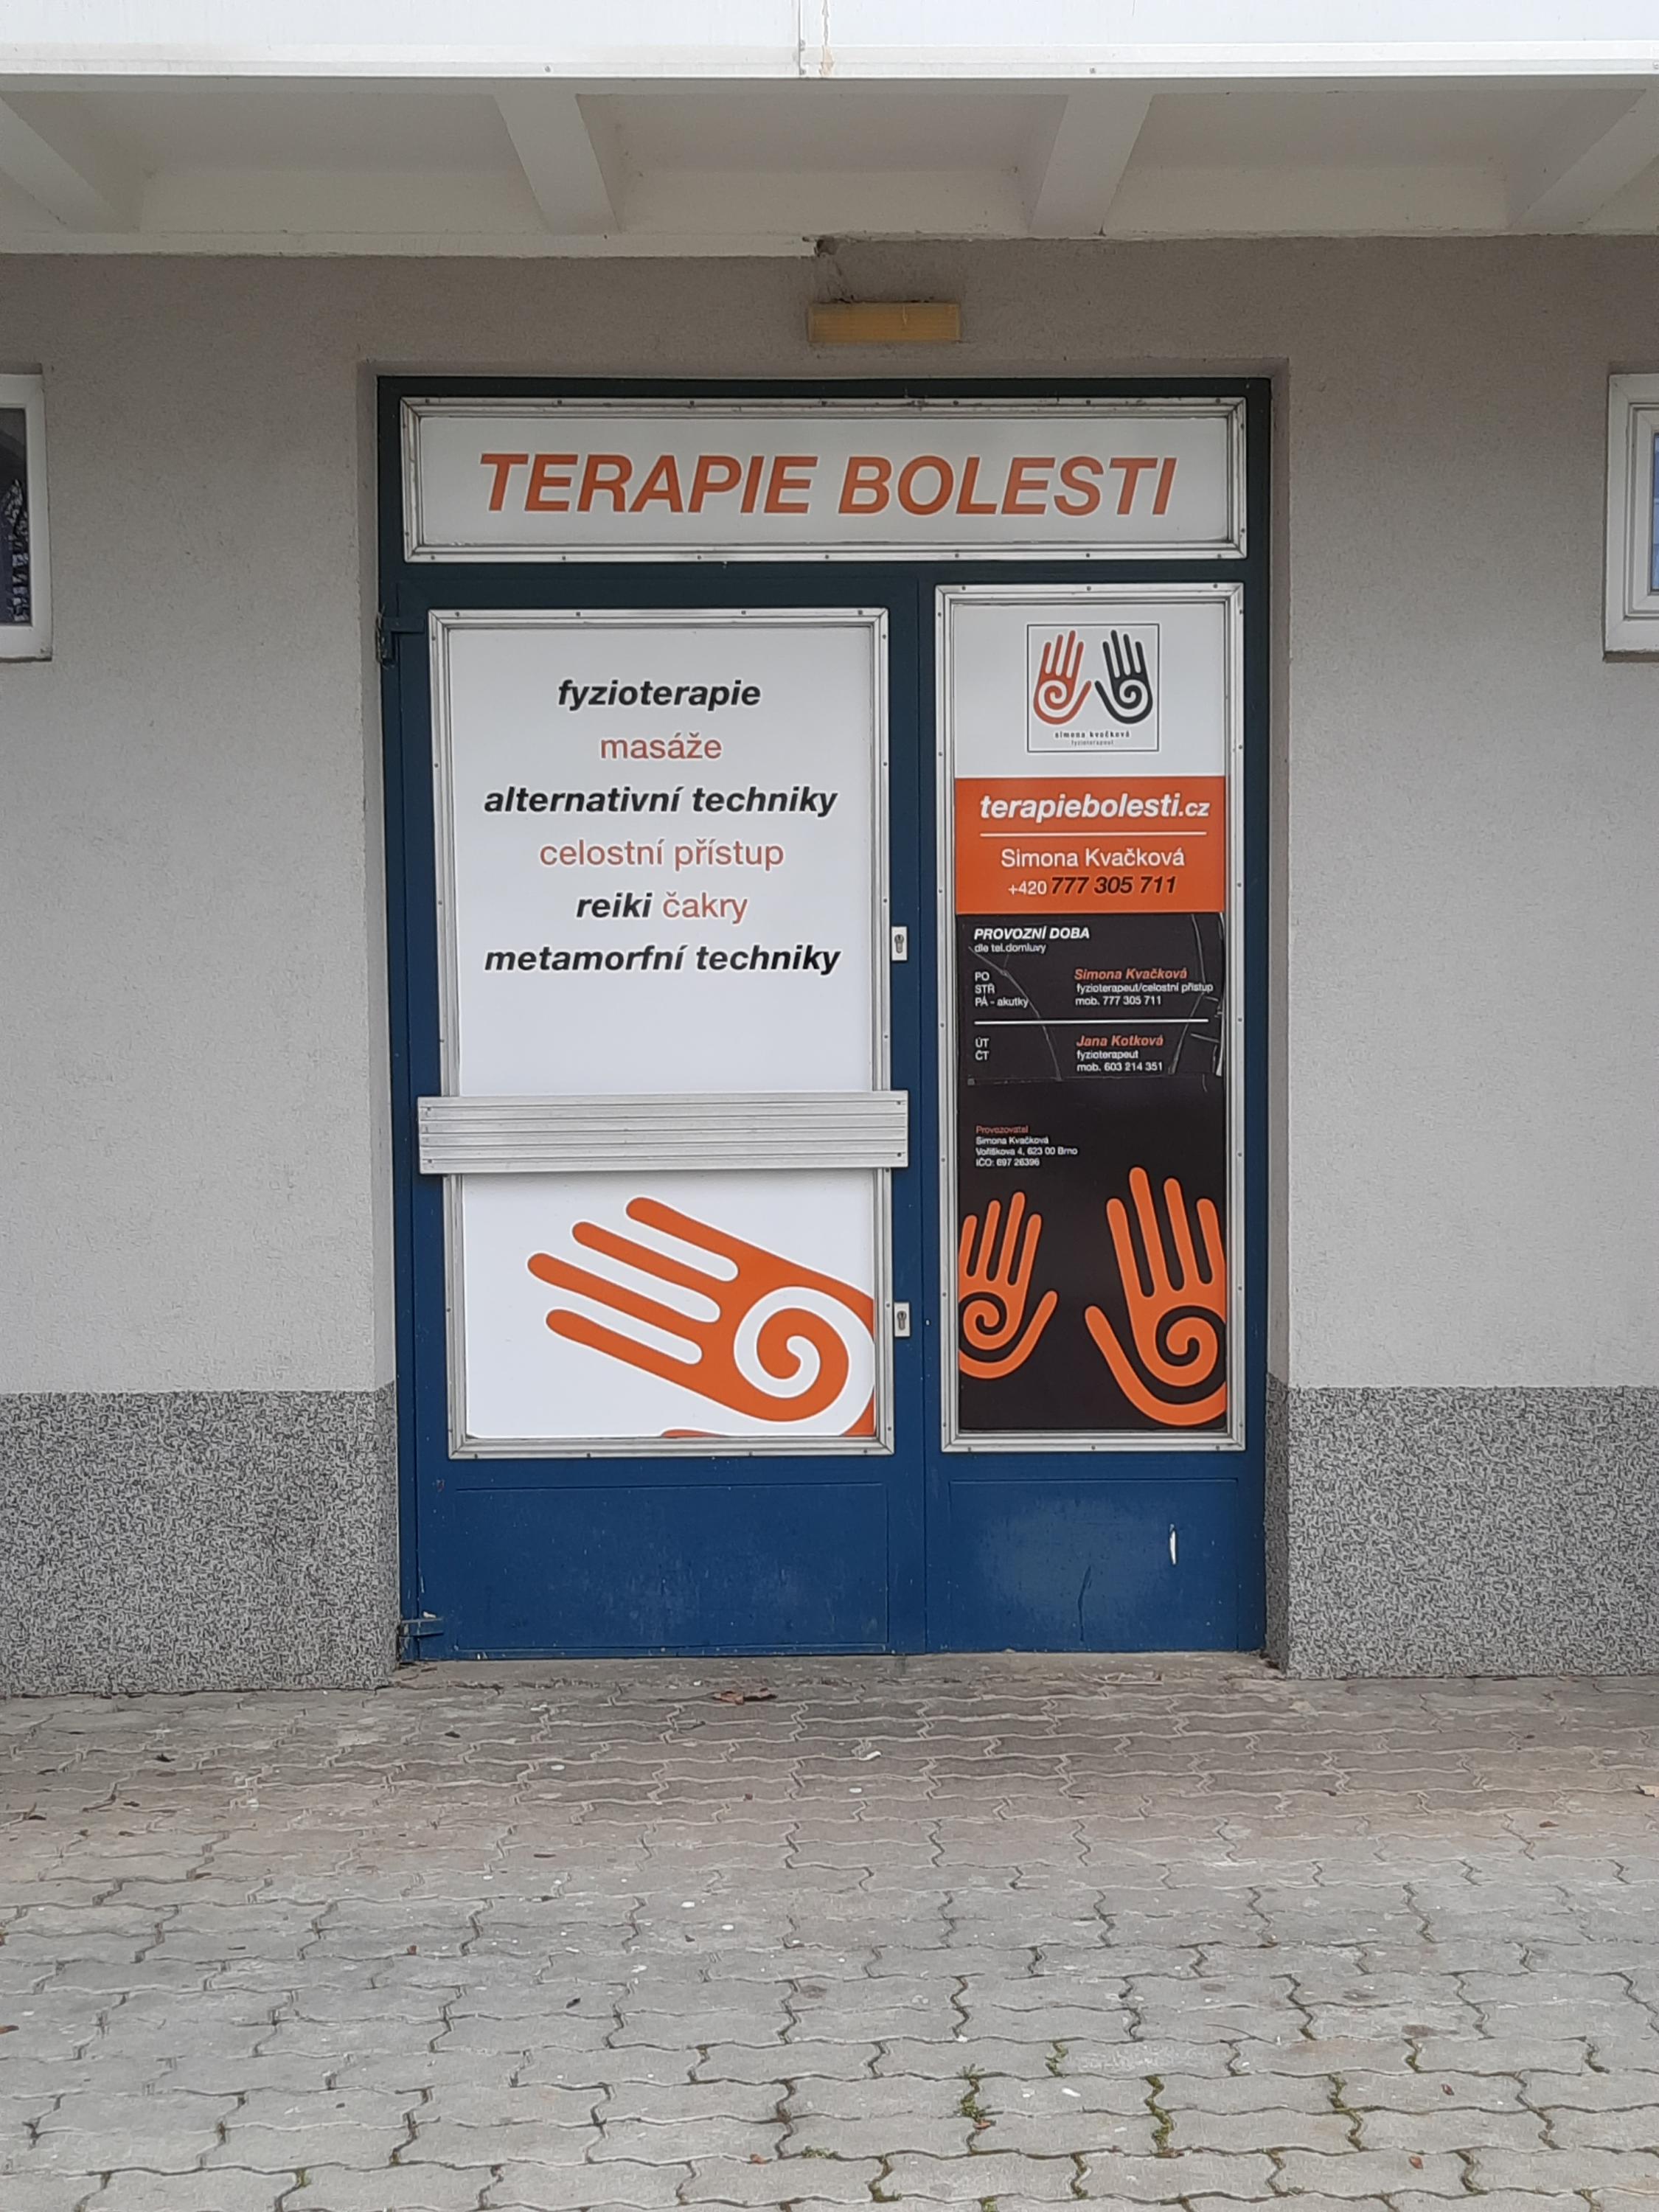 TERAPIE BOLESTI
fyzioterapie
masáže
alternativní techniky
celostní přístup
reiki čakry
metamorfní techniky
simona kvačková
fyzioterapeut
terapiebolesti.cz
Simona Kvačková
+420 777 305 711
PROVOZNÍ DOBA
dle tel.domluvy
PO
STŘ
PÁ - akutky
Simona Kvačková
fyzioterapeut/celostní přístup
mob. 777 305 711
ÚT
ČT
Jana Kotková
fyzioterapeut
mob. 603 214 351
Provozovatel
Simona Kvačková
Voříškova 4, 623 00 Brno
IČO: 697 26396